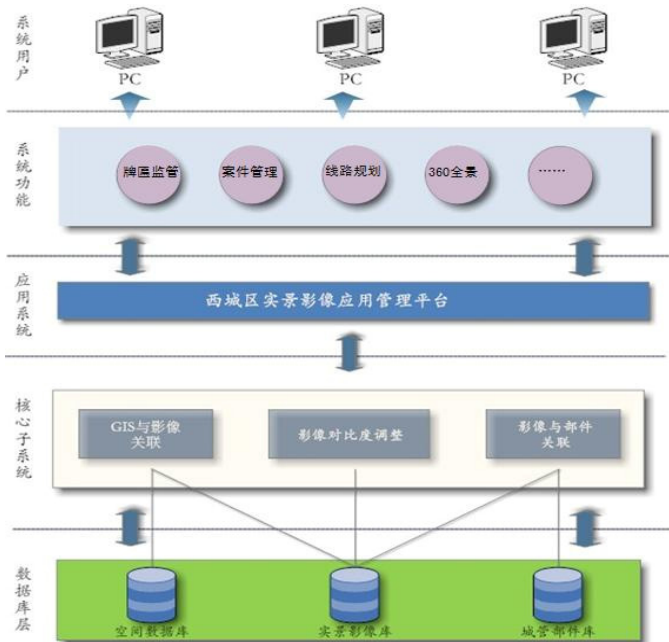 系统用户
PC
PC
PC
系统功能
牌匾监管
案件管理
线路规划
360全景
……
应用系统
西城区实景影像应用管理平台
核心子系统
GIS与影像
关联
影像对比度调整
影像与部件
关联
数据库层
空间数据库
实景影像库
城管部件库